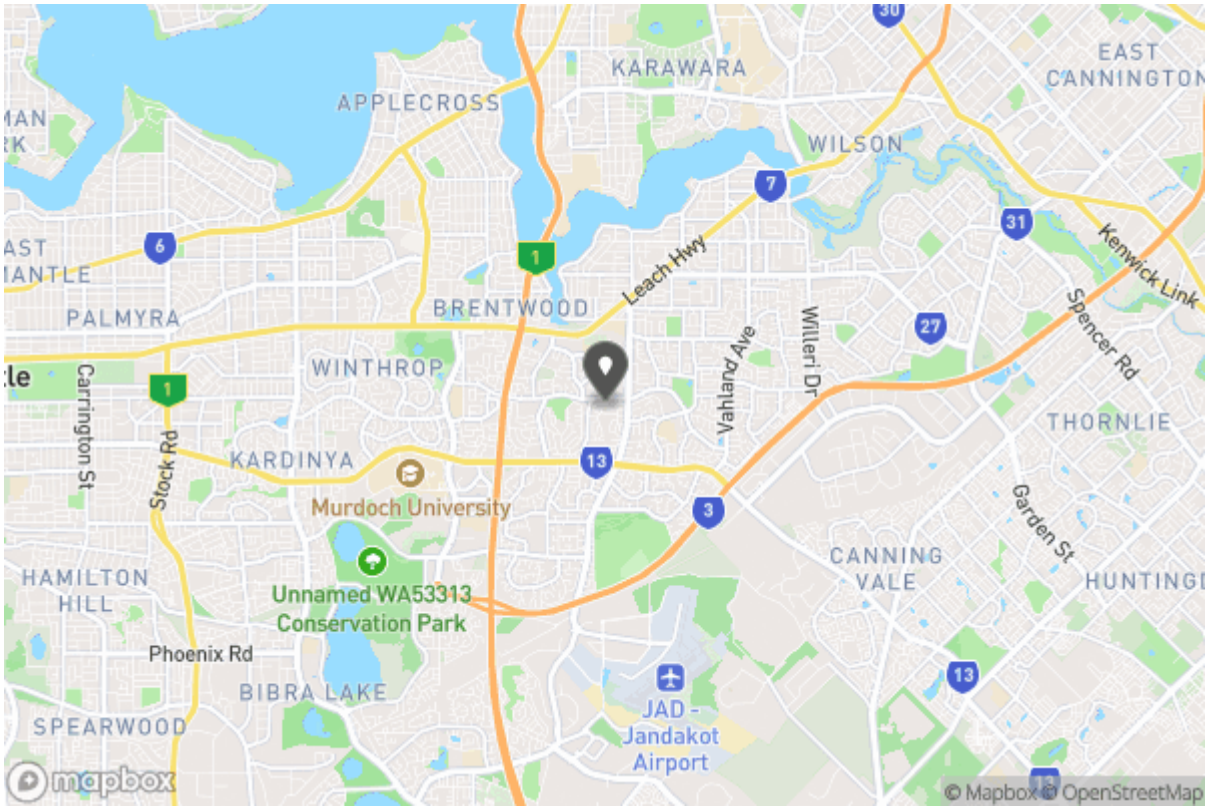 30
EAST
CANNINGTON
KARAWARA
APPLECROSS
MAN
RK
WILSON
7
31
6
AST
MANTLE
1
Leach Hwy
Kenwick Link
BRENTWOOD
PALMYRA
27
Spencer Rd
Willeri Dr
Vahland Ave
WINTHROP
tle
1
Carrington St
Stock Rd
THORNLIE
KARDINYA
13
Murdoch University
3
Garden St
CANNING
VALE
HUNTINGD
HAMILTON
HILL
Unnamed WA53313
Conservation Park
Phoenix Rd
13
BIBRA LAKE
JAD -
Jandakot
Airport
SPEARWOOD
mapbox
13
© Mapbox © OpenStreetMap